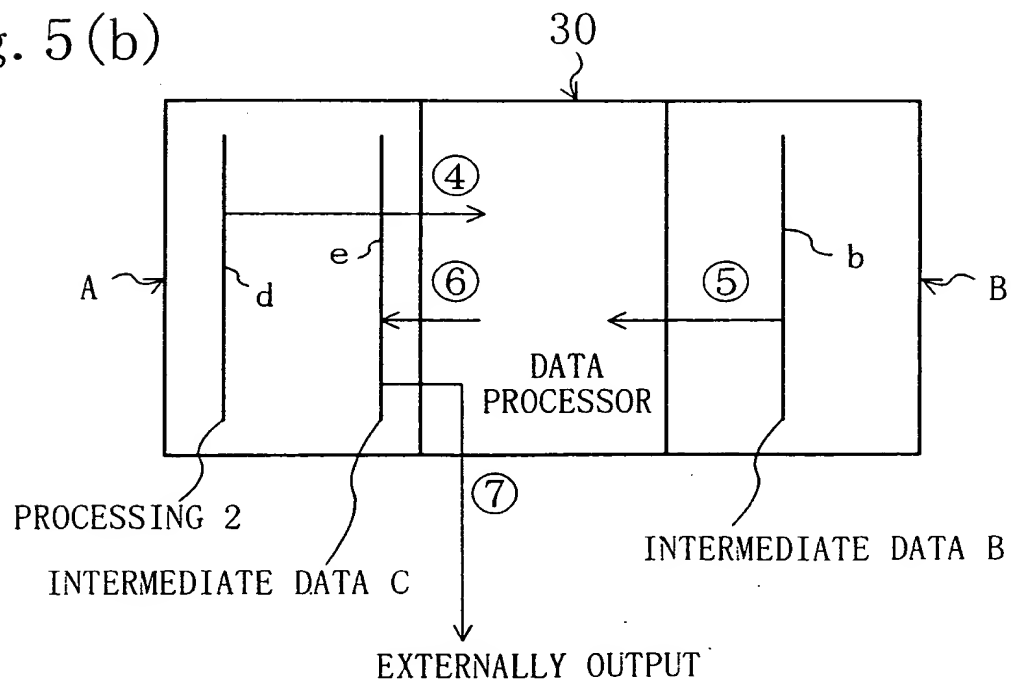 g. 5(b)
30
④
e
b
A
d
⑥
⑤
B
DATA
PROCESSOR
⑦
PROCESSING 2
INTERMEDIATE DATA B
INTERMEDIATE DATA C
EXTERNALLY OUTPUT